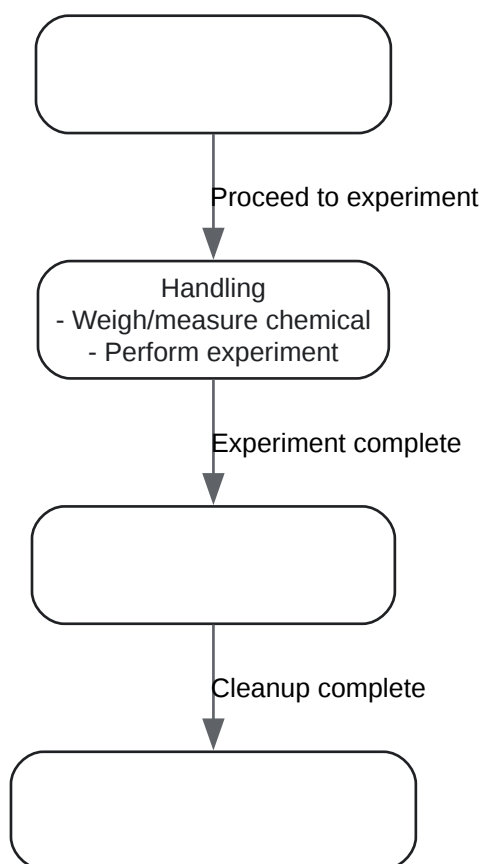 Proceed to experiment
Handling
- Weigh/measure chemical
- Perform experiment
Experiment complete
Cleanup complete